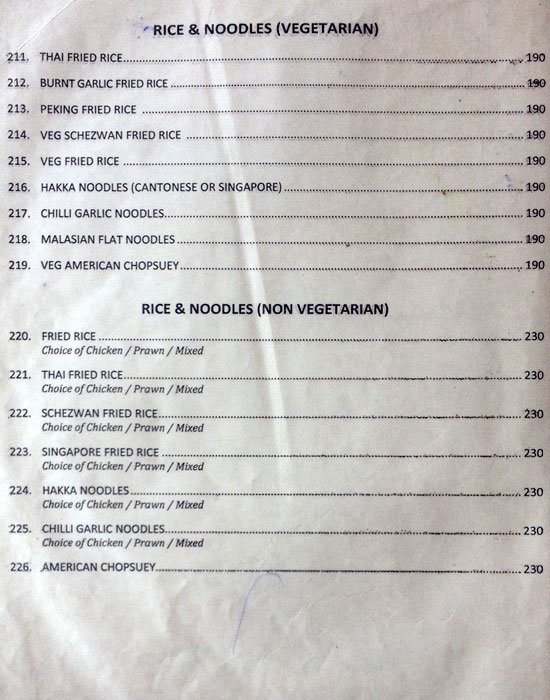 RICE & NOODLES (VEGETARIAN)
211. THAI FRIED RICE 190
212. BURNT GARLIC FRIED RICE 190
213. PEKING FRIED RICE 190
214. VEG SCHEZWAN FRIED RICE 190
215. VEG FRIED RICE 190
216. HAKKA NOODLES (CANTONESE OR SINGAPORE) 190
217. CHILLI GARLIC NOODLES 190
218. MALASIAN FLAT NOODLES 190
219. VEG AMERICAN CHOPSUEY 190
RICE & NOODLES (NON VEGETARIAN)
220. FRIED RICE 230
Choice of Chicken / Prawn / Mixed
221. THAI FRIED RICE 230
Choice of Chicken / Prawn / Mixed
222. SCHEZWAN FRIED RICE 230
Choice of Chicken / Prawn / Mixed
223. SINGAPORE FRIED RICE 230
Choice of Chicken / Prawn / Mixed
224. HAKKA NOODLES 230
Choice of Chicken / Prawn / Mixed
225. CHILLI GARLIC NOODLES 230
Choice of Chicken / Prawn / Mixed
226. AMERICAN CHOPSUEY 230